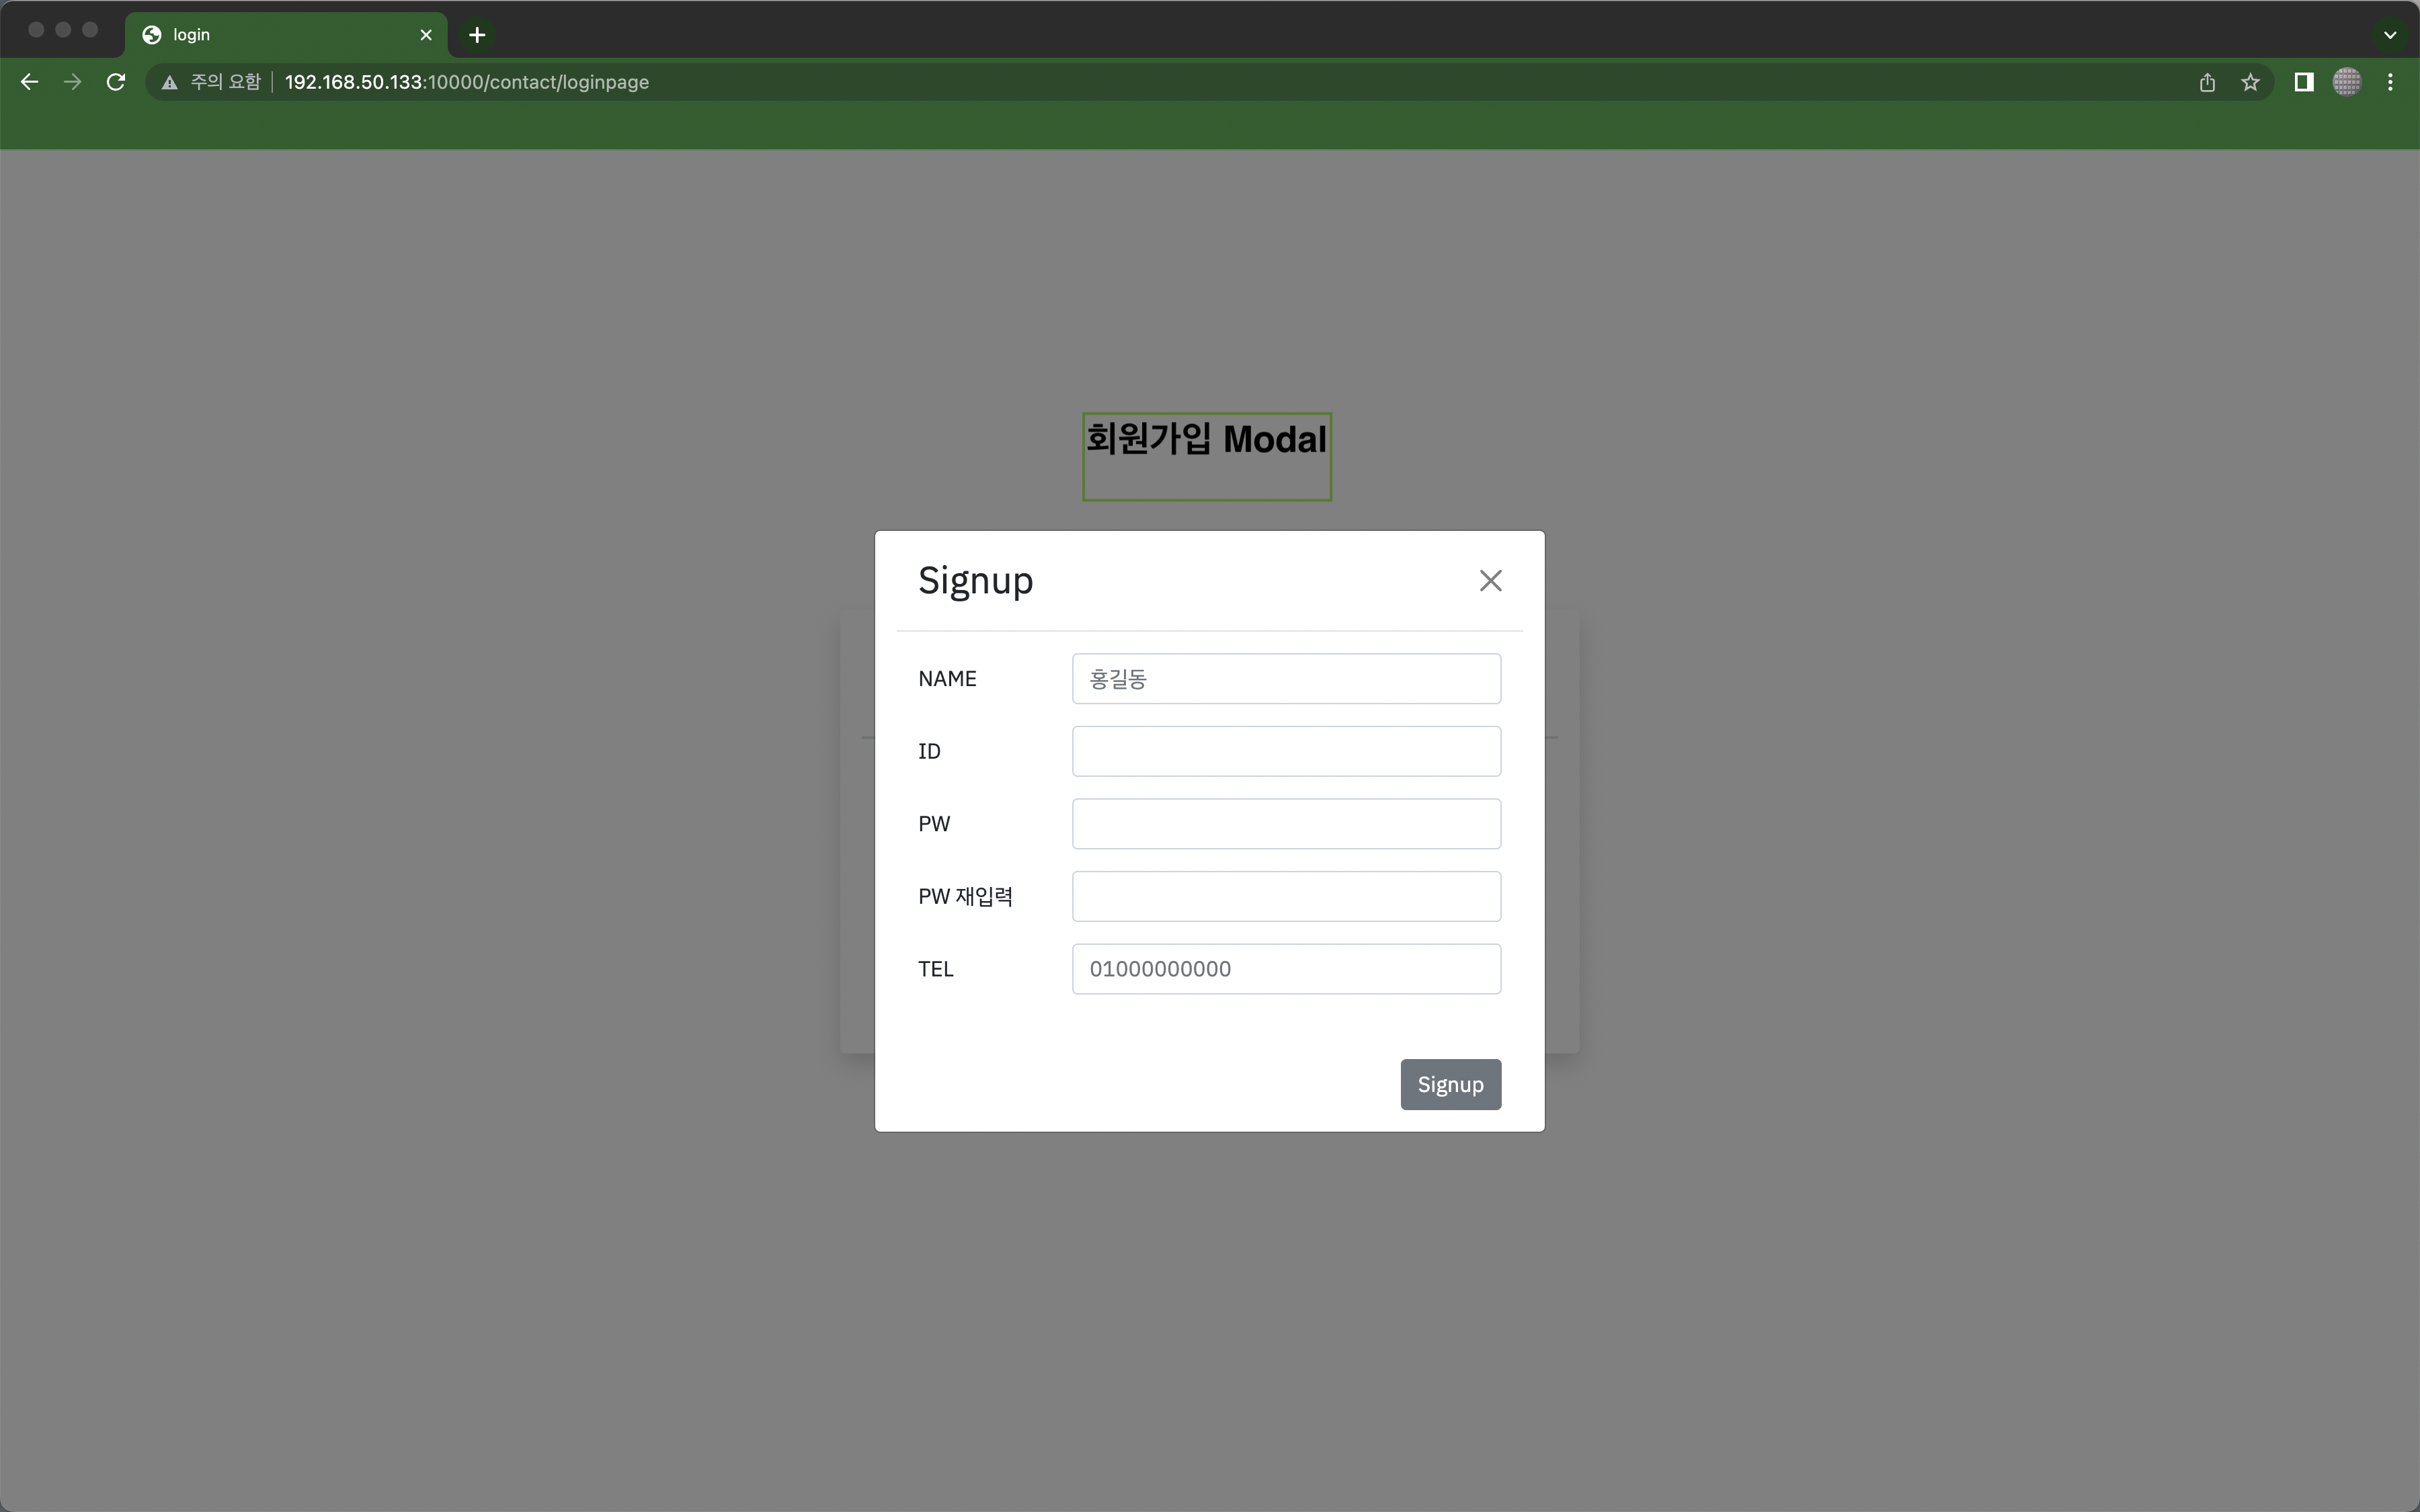 login
주의 요함
192.168.50.133:10000/contact/loginpage
회원가입 Modal
Signup
NAME
홍길동
ID
PW
PW 재입력
TEL
01000000000
Signup